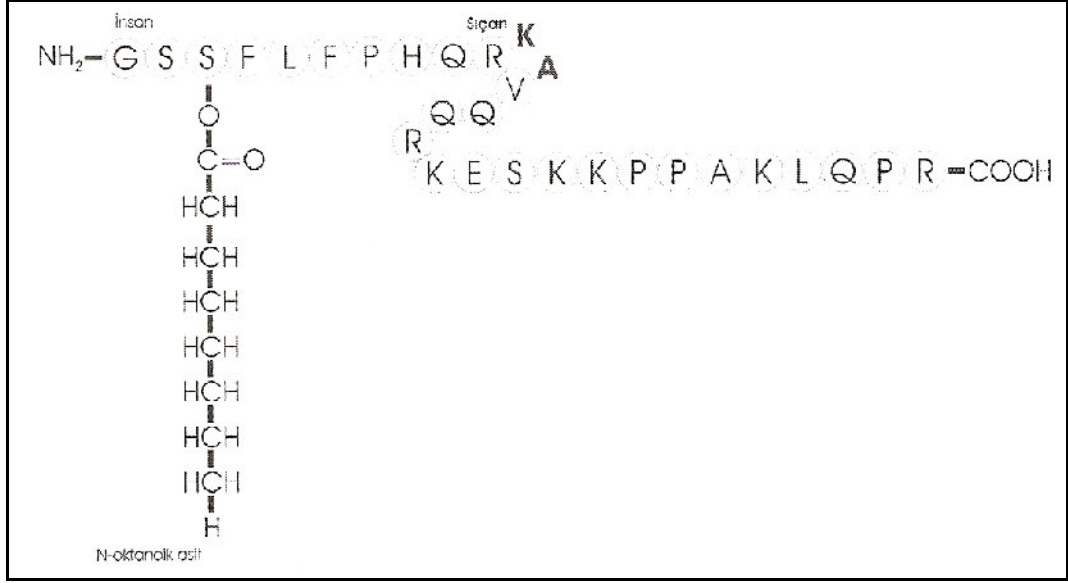 İnsan Sıçan
NH₂–G S S F L F P H Q R K
A
V
O Q Q
R
C=O K E S K K P P A K L Q P R –COOH
HCH
HCH
HCH
HCH
HCH
HCH
HCH
H
N-oktanoik asit